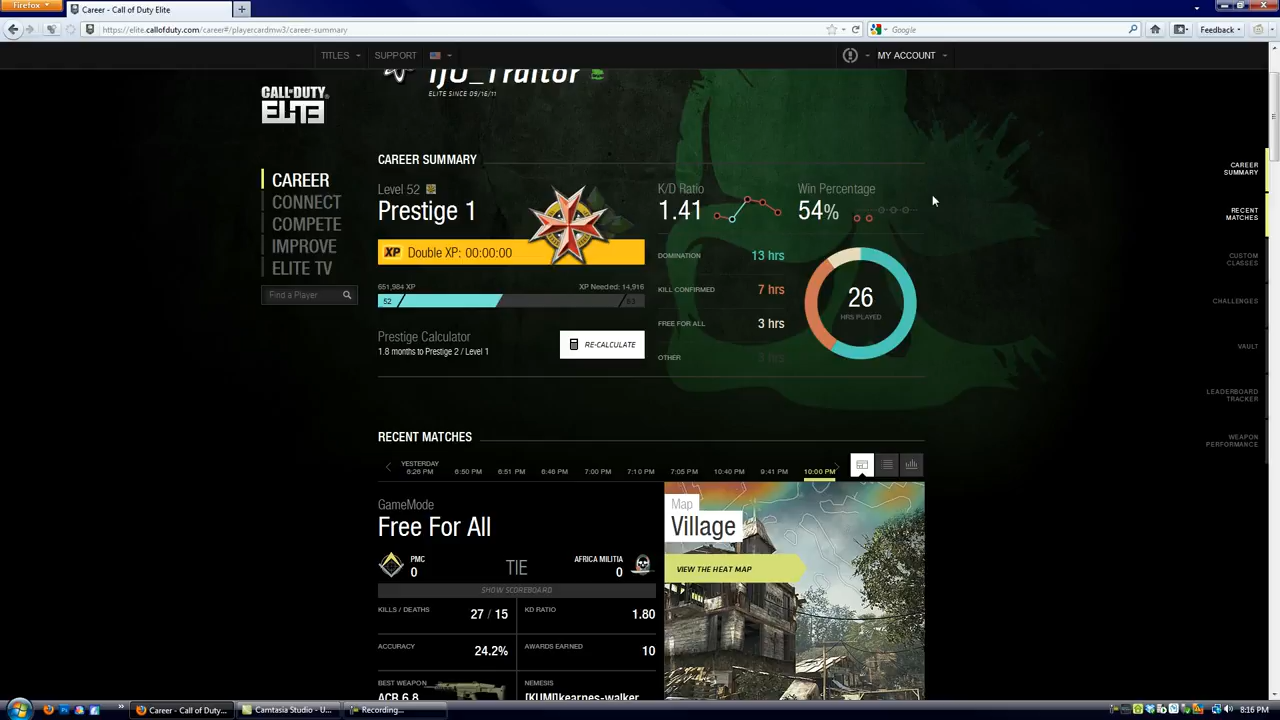 Firefox
Career - Call of Duty Elite
https://elite.callofduty.com/career#/playercardmw3/career-summary
Google
Feedback
TITLES
SUPPORT
MY ACCOUNT
IjU_Traitor
ELITE SINCE 09/16/11
CALL OF DUTY
ELITE
CAREER
CONNECT
COMPETE
IMPROVE
ELITE TV
Find a Player
CAREER SUMMARY
Level 52
Prestige 1
XP Double XP: 00:00:00
651,984 XP
XP Needed: 14,916
52
53
Prestige Calculator
1.8 months to Prestige 2 / Level 1
RE-CALCULATE
K/D Ratio
1.41
Win Percentage
54%
DOMINATION 13 hrs
KILL CONFIRMED 7 hrs
FREE FOR ALL 3 hrs
OTHER 3 hrs
26
HRS PLAYED
CAREER
SUMMARY
RECENT
MATCHES
CUSTOM
CLASSES
CHALLENGES
VAULT
LEADERBOARD
TRACKER
WEAPON
PERFORMANCE
RECENT MATCHES
YESTERDAY
6:26 PM 6:50 PM 6:51 PM 6:46 PM 7:00 PM 7:10 PM 7:05 PM 10:40 PM 9:41 PM 10:00 PM
GameMode
Free For All
PMC
0
TIE
AFRICA MILITIA
0
SHOW SCOREBOARD
KILLS / DEATHS 27 / 15
KD RATIO 1.80
ACCURACY 24.2%
AWARDS EARNED 10
BEST WEAPON
ACR 6.8
NEMESIS
[KUM]kearnes-walker
Map
Village
VIEW THE HEAT MAP
Career - Call of Duty...
Camtasia Studio - U...
Recording...
8:16 PM